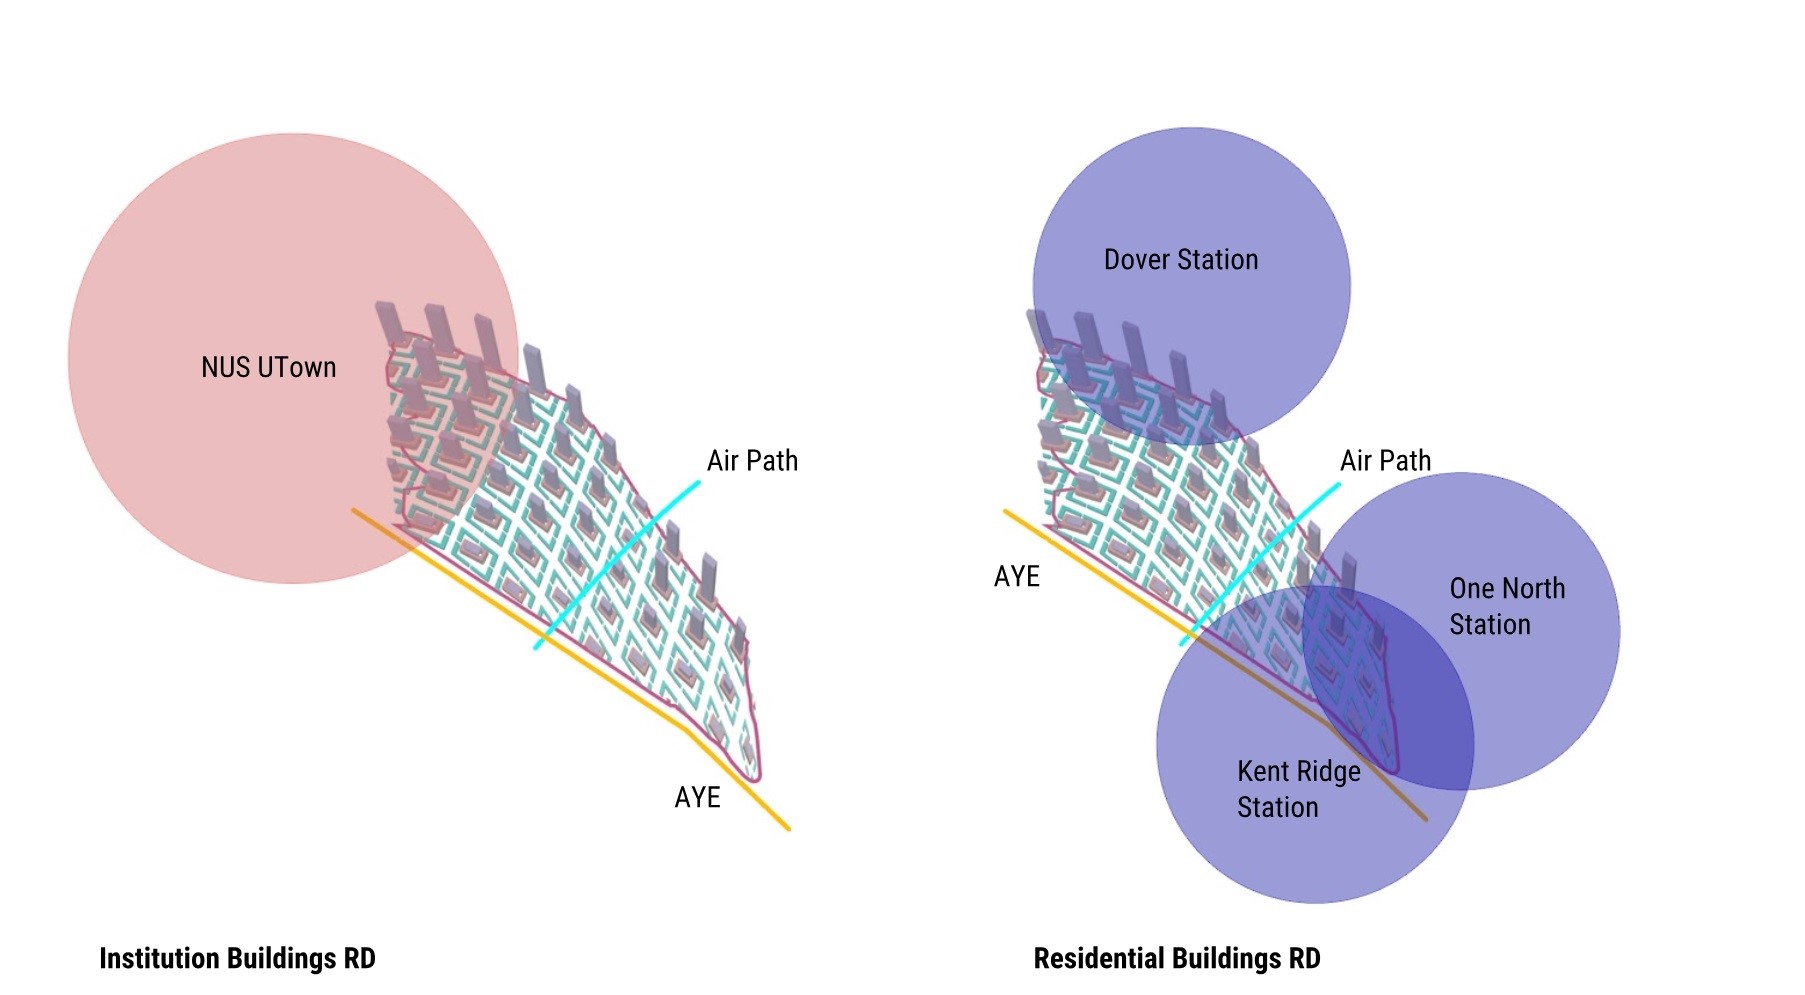 NUS UTown
Air Path
AYE
Institution Buildings RD
Dover Station
Air Path
AYE
One North
Station
Kent Ridge
Station
Residential Buildings RD